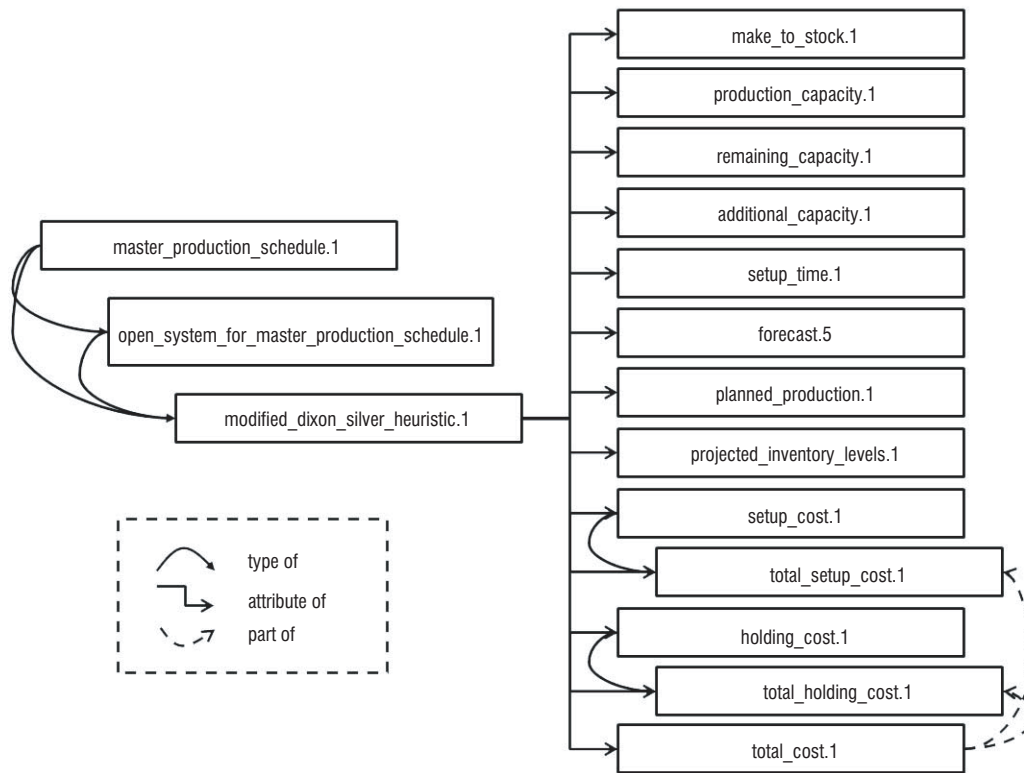 make_to_stock.1
production_capacity.1
remaining_capacity.1
additional_capacity.1
master_production_schedule.1
setup_time.1
open_system_for_master_production_schedule.1
forecast.5
planned_production.1
modified_dixon_silver_heuristic.1
projected_inventory_levels.1
setup_cost.1
total_setup_cost.1
holding_cost.1
total_holding_cost.1
total_cost.1
type of
attribute of
part of